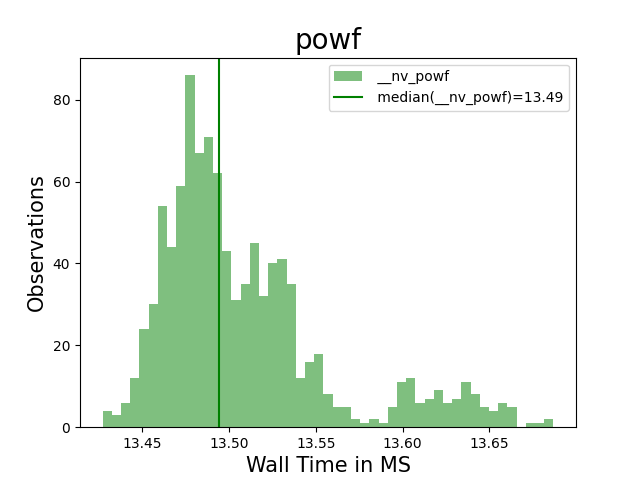 powf
__nv_powf
median(__nv_powf)=13.49
Observations
80
60
40
20
0
13.45 13.50 13.55 13.60 13.65
Wall Time in MS